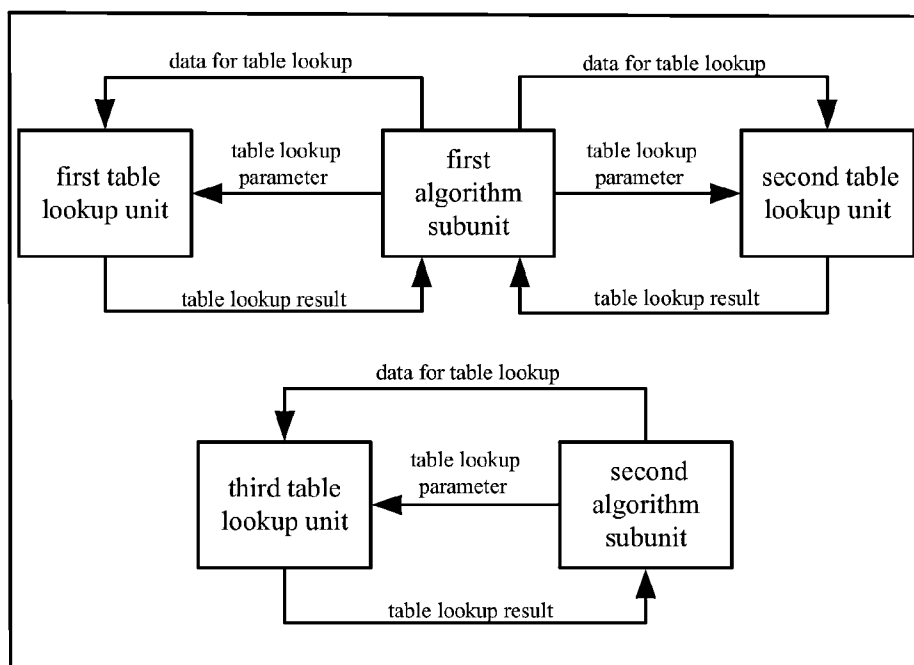 data for table lookup
data for table lookup
first table
lookup unit
table lookup
parameter
first
algorithm
subunit
table lookup
parameter
second table
lookup unit
table lookup result
table lookup result
data for table lookup
third table
lookup unit
table lookup
parameter
second
algorithm
subunit
table lookup result